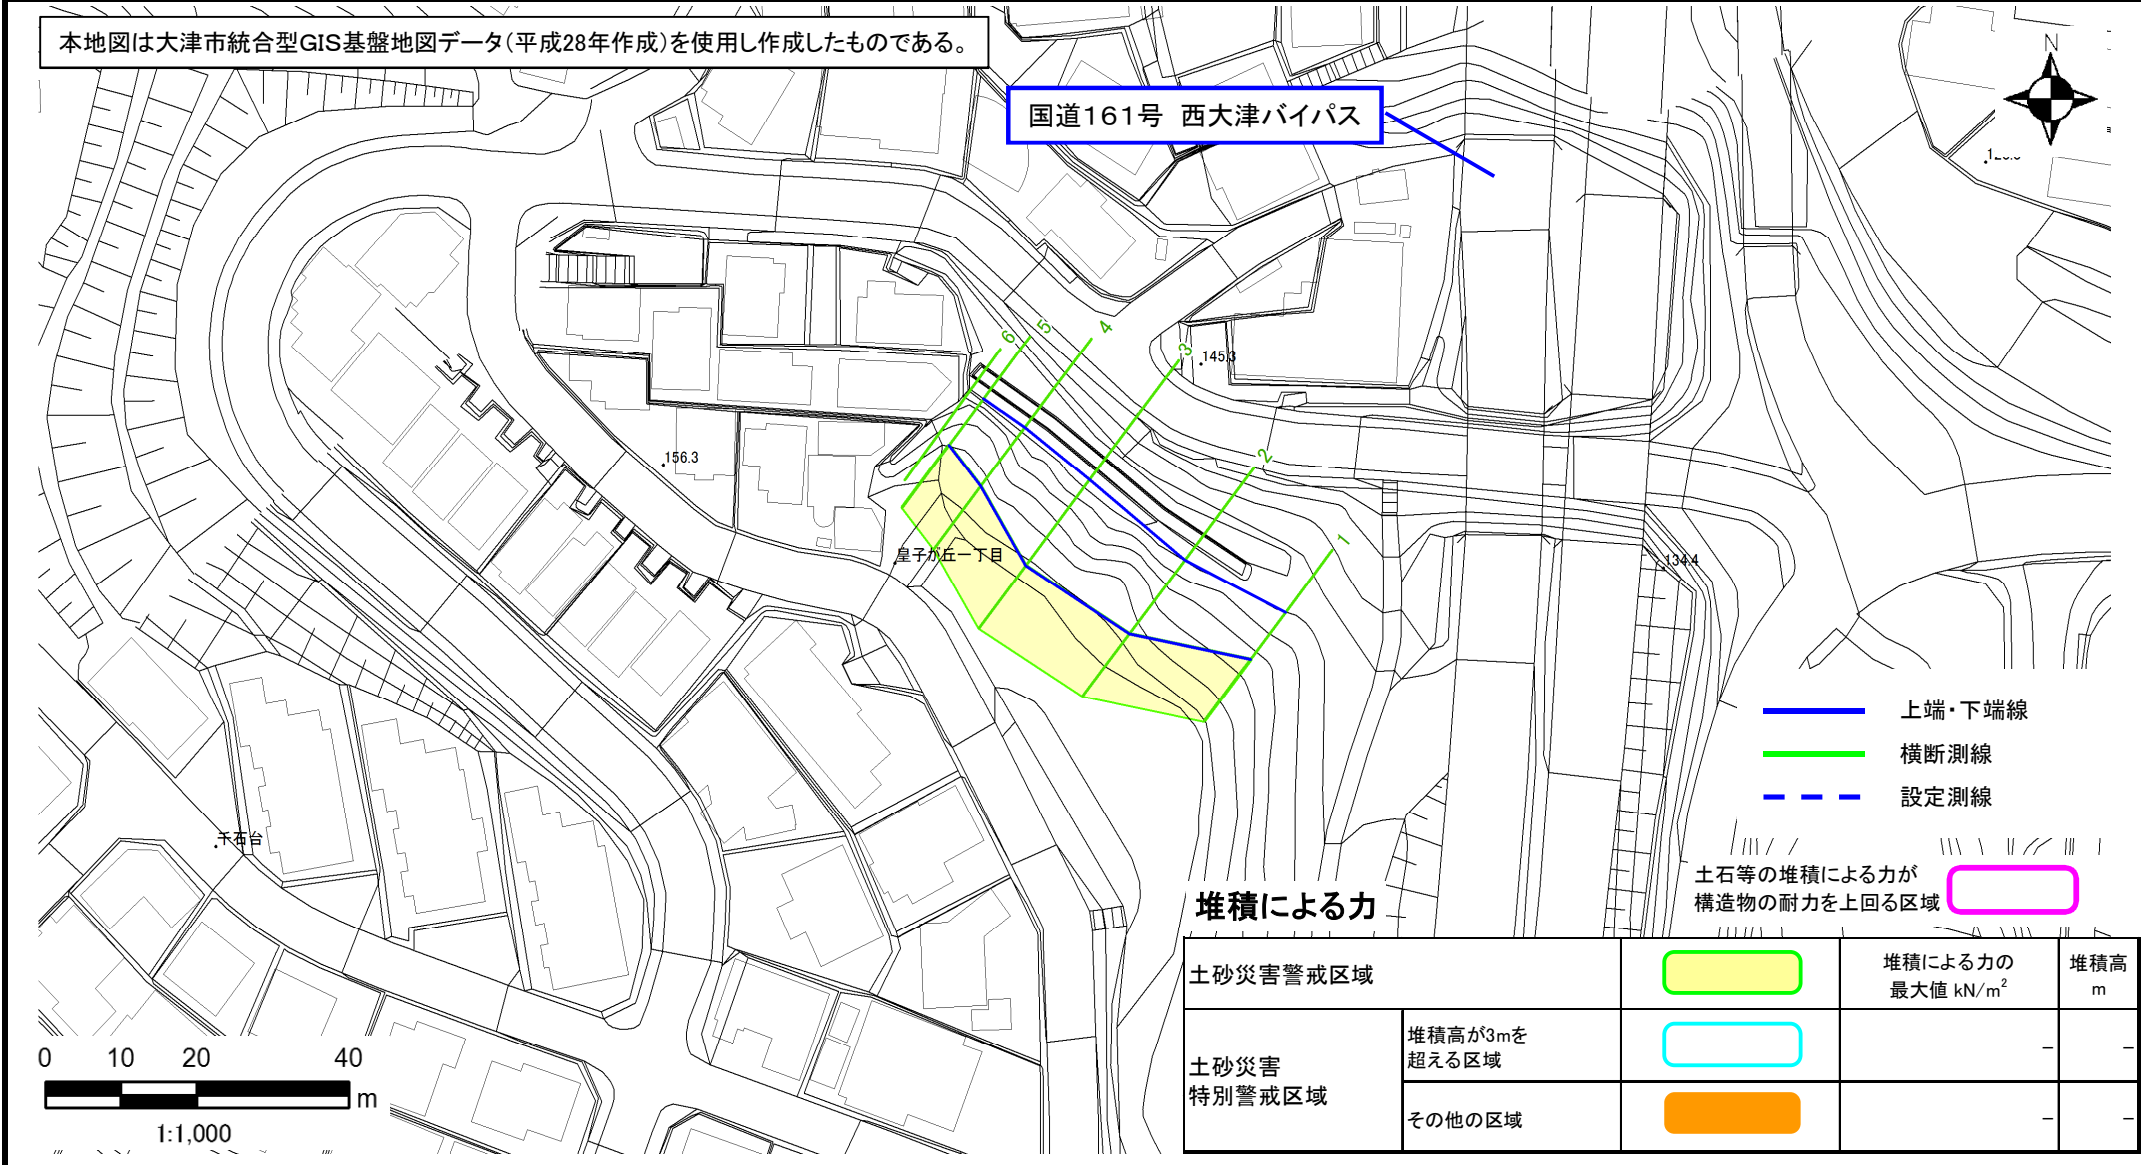 本地図は大津市統合型GIS基盤地図データ(平成28年作成)を使用し作成したものである。
N
国道161号 西大津バイパス
6
5
4
3
2
1
145.3
156.3
皇子が丘一丁目
134.4
千石台
上端・下端線
横断測線
設定測線
土石等の堆積による力が
構造物の耐力を上回る区域
堆積による力
土砂災害警戒区域
堆積による力の
最大値 kN/m²
堆積高
m
土砂災害
特別警戒区域
堆積高が3mを
超える区域
－
－
その他の区域
－
－
0 10 20 40
m
1:1,000